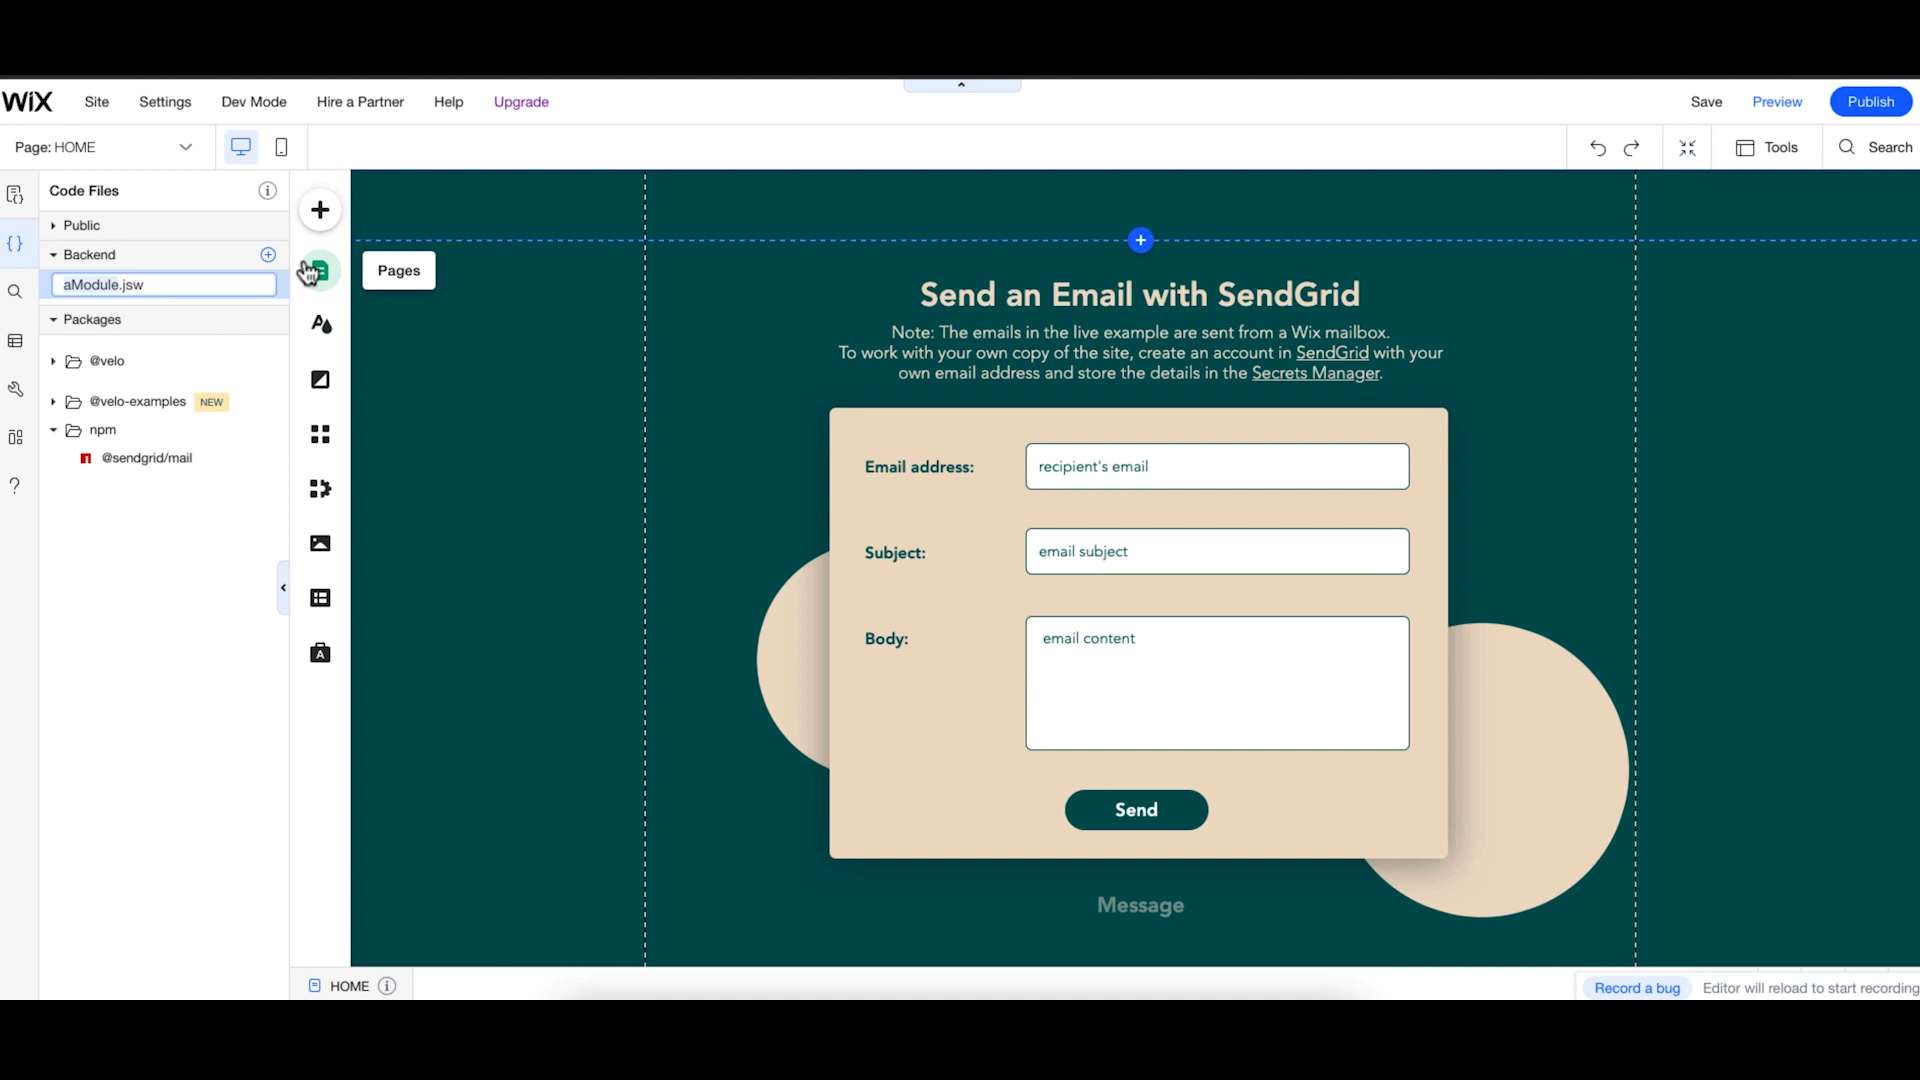 WiX
Site
Settings
Dev Mode
Hire a Partner
Help
Upgrade
Save
Preview
Publish
Page: HOME
Tools
Search
Code Files
Public
Backend
aModule.jsw
Packages
@velo
@velo-examples NEW
npm
@sendgrid/mail
Pages
Send an Email with SendGrid
Note: The emails in the live example are sent from a Wix mailbox.
To work with your own copy of the site, create an account in SendGrid with your
own email address and store the details in the Secrets Manager.
Email address:
recipient's email
Subject:
email subject
Body:
email content
Send
Message
HOME
Record a bug
Editor will reload to start recording